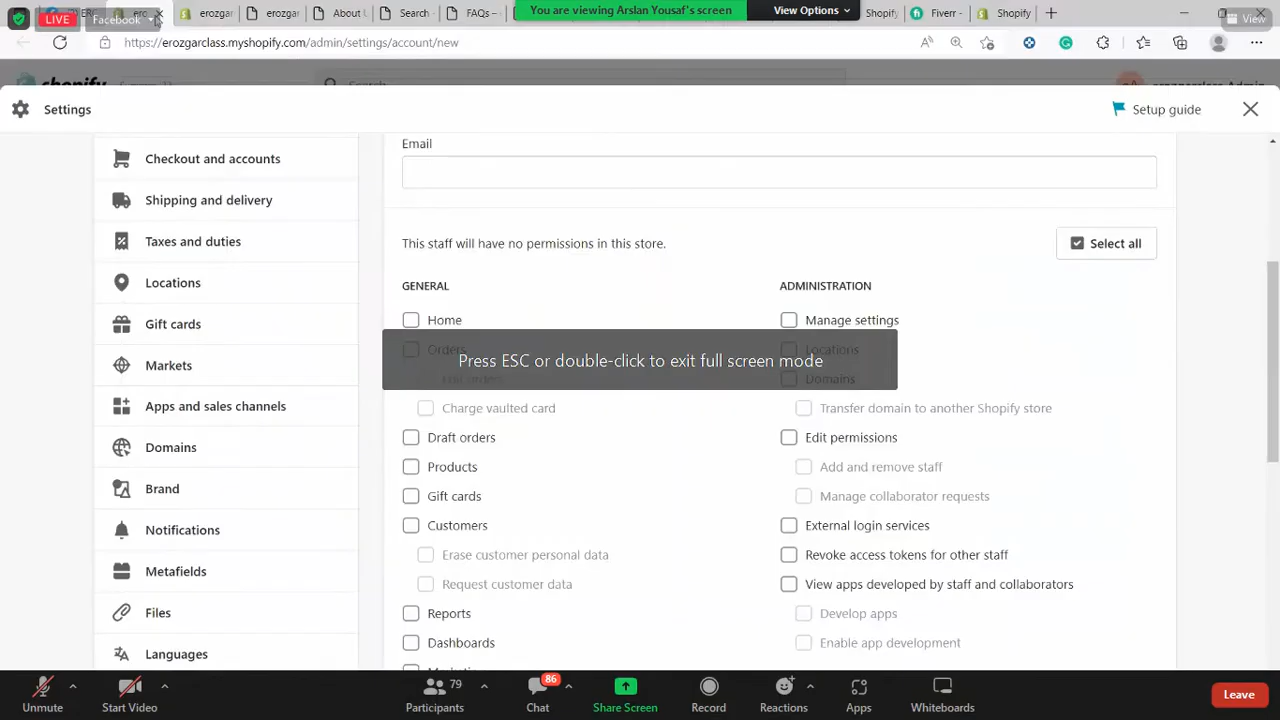 LIVE Facebook
erc
erozgar
erozgar
About U
Search -
FAQs
You are viewing Arslan Yousaf's screen
View Options
Shopify
Fiverr -
Shopify
View
https://erozgarclass.myshopify.com/admin/settings/account/new
shopify
Search
erozgarclass Admin
Settings
Setup guide
Checkout and accounts
Shipping and delivery
Taxes and duties
Locations
Gift cards
Markets
Apps and sales channels
Domains
Brand
Notifications
Metafields
Files
Languages
Email
This staff will have no permissions in this store.
Select all
GENERAL
Home
Orders
Edit orders
Charge vaulted card
Draft orders
Products
Gift cards
Customers
Erase customer personal data
Request customer data
Reports
Dashboards
Marketing
ADMINISTRATION
Manage settings
Locations
Domains
Transfer domain to another Shopify store
Edit permissions
Add and remove staff
Manage collaborator requests
External login services
Revoke access tokens for other staff
View apps developed by staff and collaborators
Develop apps
Enable app development
Press ESC or double-click to exit full screen mode
Unmute
Start Video
79
Participants
86
Chat
Share Screen
Record
Reactions
Apps
Whiteboards
Leave